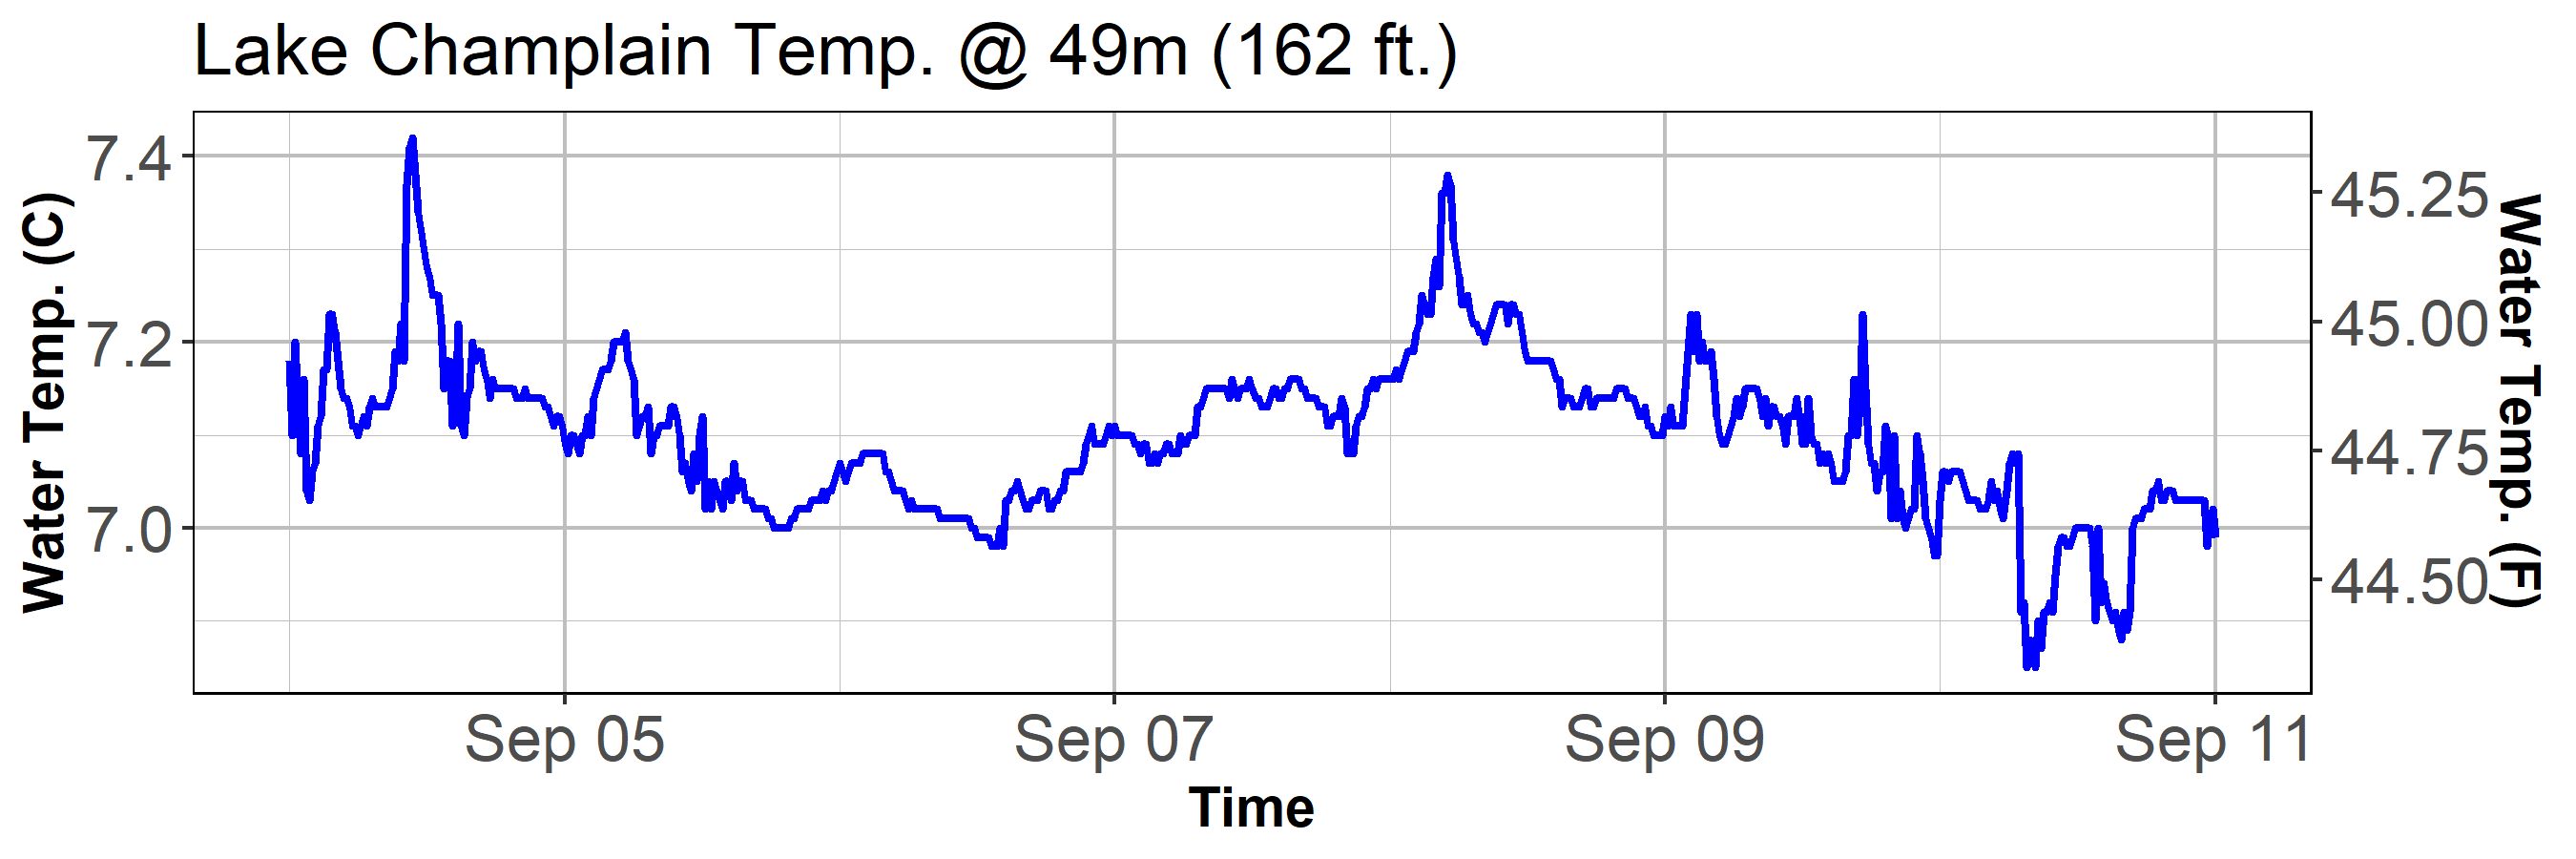 Lake Champlain Temp. @ 49m (162 ft.)
Water Temp. (C)
7.4
7.2
7.0
45.25
45.00
44.75
44.50
Water Temp. (F)
Sep 05 Sep 07 Sep 09 Sep 11
Time